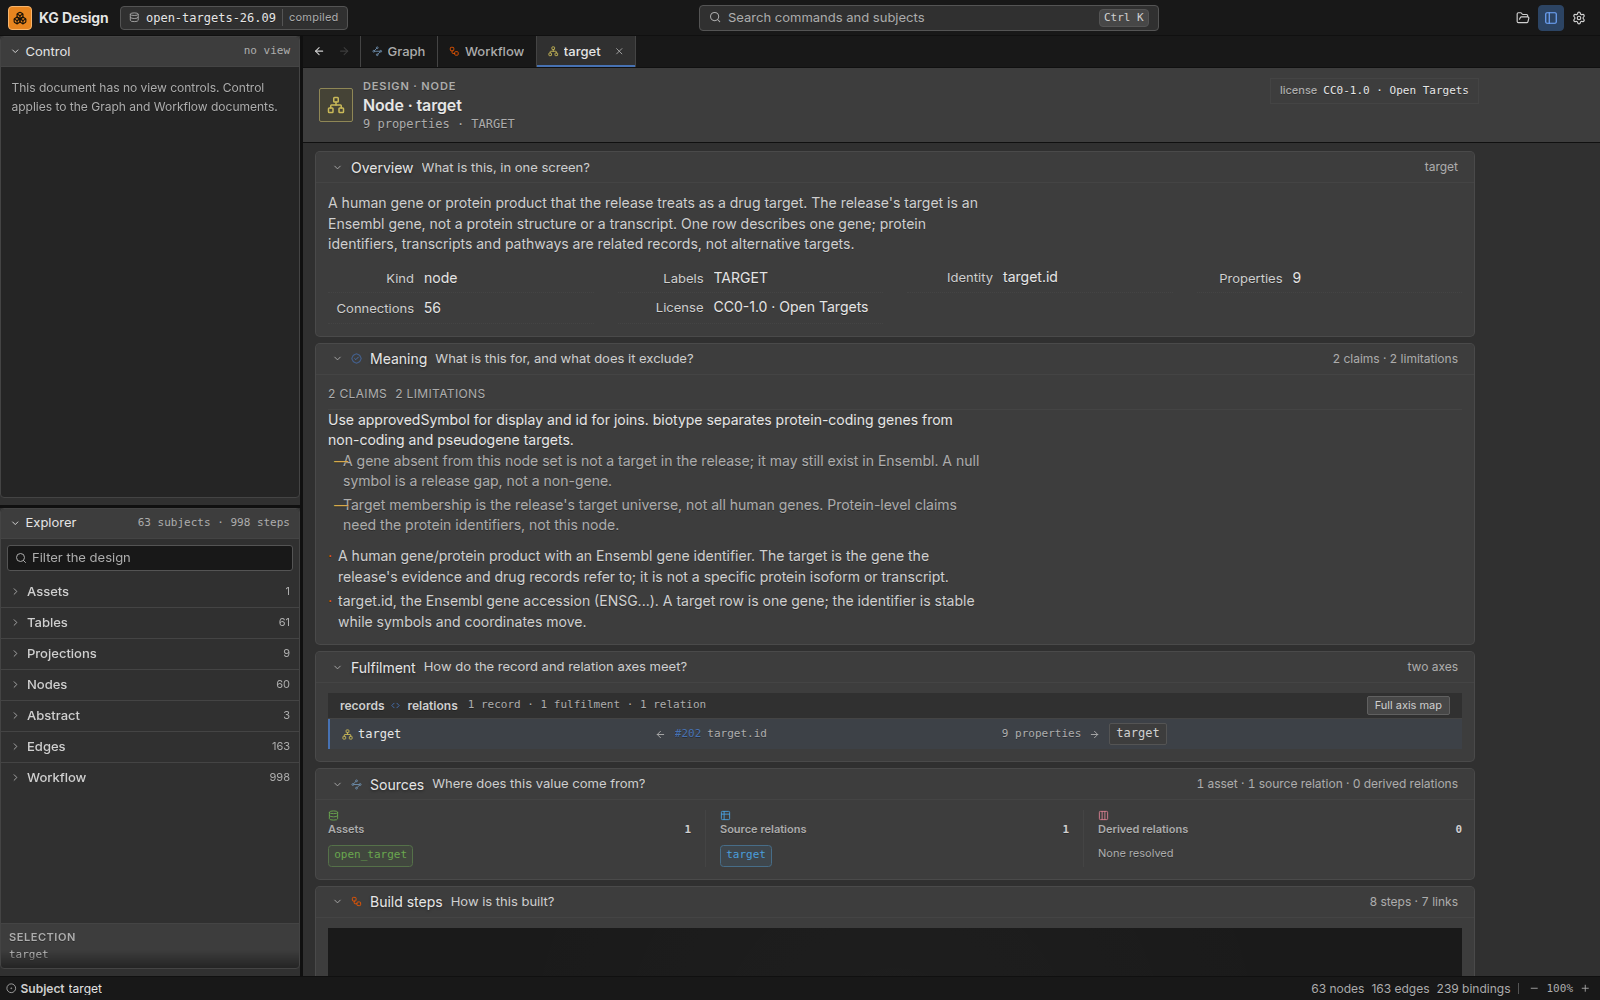 KG Design
open-targets-26.09 compiled
Search commands and subjects
Ctrl K
Control
no view
This document has no view controls. Control
applies to the Graph and Workflow documents.
Explorer
63 subjects · 998 steps
Filter the design
Assets 1
Tables 61
Projections 9
Nodes 60
Abstract 3
Edges 163
Workflow 998
SELECTION
target
Graph
Workflow
target
DESIGN · NODE
Node · target
9 properties · TARGET
license CC0-1.0 · Open Targets
Overview What is this, in one screen?
target
A human gene or protein product that the release treats as a drug target. The release's target is an
Ensembl gene, not a protein structure or a transcript. One row describes one gene; protein
identifiers, transcripts and pathways are related records, not alternative targets.
Kind node
Labels TARGET
Identity target.id
Properties 9
Connections 56
License CC0-1.0 · Open Targets
Meaning What is this for, and what does it exclude?
2 claims · 2 limitations
2 CLAIMS 2 LIMITATIONS
Use approvedSymbol for display and id for joins. biotype separates protein-coding genes from
non-coding and pseudogene targets.
—A gene absent from this node set is not a target in the release; it may still exist in Ensembl. A null
symbol is a release gap, not a non-gene.
—Target membership is the release's target universe, not all human genes. Protein-level claims
need the protein identifiers, not this node.
· A human gene/protein product with an Ensembl gene identifier. The target is the gene the
release's evidence and drug records refer to; it is not a specific protein isoform or transcript.
· target.id, the Ensembl gene accession (ENSG...). A target row is one gene; the identifier is stable
while symbols and coordinates move.
Fulfilment How do the record and relation axes meet?
two axes
records <> relations 1 record · 1 fulfilment · 1 relation
Full axis map
target
← #202 target.id
9 properties → target
Sources Where does this value come from?
1 asset · 1 source relation · 0 derived relations
Assets 1
open_target
Source relations 1
target
Derived relations 0
None resolved
Build steps How is this built?
8 steps · 7 links
Subject target
63 nodes 163 edges 239 bindings
− 100% +